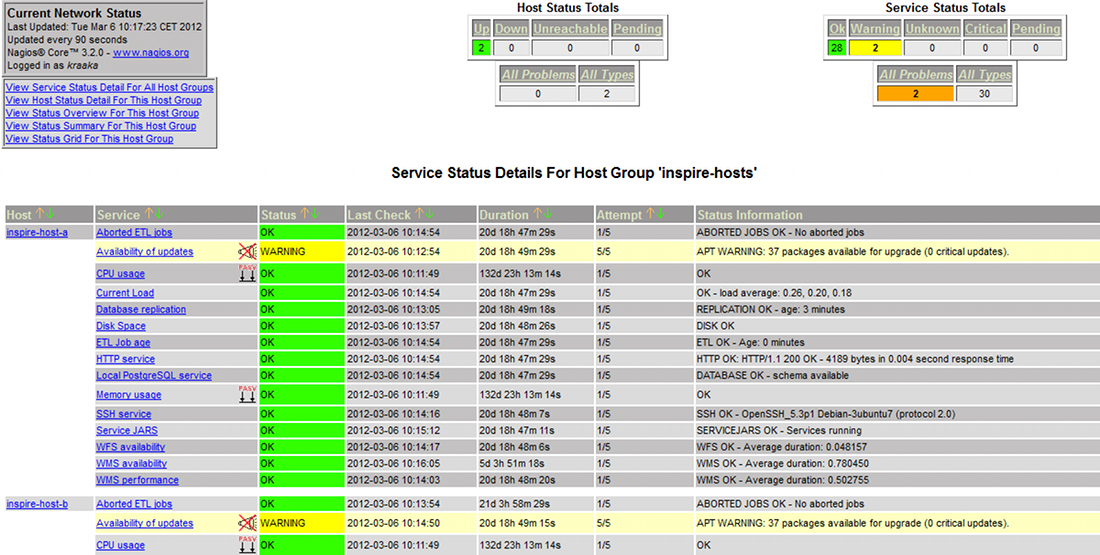 Current Network Status
Last Updated: Tue Mar 6 10:17:23 CET 2012
Updated every 90 seconds
Nagios® Core™ 3.2.0 - www.nagios.org
Logged in as kraaka
View Service Status Detail For All Host Groups
View Host Status Detail For This Host Group
View Status Overview For This Host Group
View Status Summary For This Host Group
View Status Grid For This Host Group
Host Status Totals
Up Down Unreachable Pending
2 0 0 0
All Problems All Types
0 2
Service Status Totals
Ok Warning Unknown Critical Pending
28 2 0 0 0
All Problems All Types
2 30
Service Status Details For Host Group 'inspire-hosts'
Host Service Status Last Check Duration Attempt Status Information
inspire-host-a Aborted ETL jobs OK 2012-03-06 10:14:54 20d 18h 47m 29s 1/5 ABORTED JOBS OK - No aborted jobs
Availability of updates WARNING 2012-03-06 10:12:54 20d 18h 49m 29s 5/5 APT WARNING: 37 packages available for upgrade (0 critical updates).
CPU usage PASV OK 2012-03-06 10:11:49 132d 23h 13m 14s 1/5 OK
Current Load OK 2012-03-06 10:14:54 20d 18h 47m 29s 1/5 OK - load average: 0.26, 0.20, 0.18
Database replication OK 2012-03-06 10:13:05 20d 18h 49m 18s 1/5 REPLICATION OK - age: 3 minutes
Disk Space OK 2012-03-06 10:13:57 20d 18h 48m 26s 1/5 DISK OK
ETL Job age OK 2012-03-06 10:14:54 20d 18h 47m 29s 1/5 ETL OK - Age: 0 minutes
HTTP service OK 2012-03-06 10:14:54 20d 18h 47m 29s 1/5 HTTP OK: HTTP/1.1 200 OK - 4189 bytes in 0.004 second response time
Local PostgreSQL service OK 2012-03-06 10:14:54 20d 18h 47m 29s 1/5 DATABASE OK - schema available
Memory usage PASV OK 2012-03-06 10:11:49 132d 23h 13m 14s 1/5 OK
SSH service OK 2012-03-06 10:14:16 20d 18h 48m 7s 1/5 SSH OK - OpenSSH_5.3p1 Debian-3ubuntu7 (protocol 2.0)
Service JARS OK 2012-03-06 10:15:12 20d 18h 47m 11s 1/5 SERVICEJARS OK - Services running
WFS availability OK 2012-03-06 10:14:17 20d 18h 48m 6s 1/5 WFS OK - Average duration: 0.048157
WMS availability OK 2012-03-06 10:16:05 5d 3h 51m 18s 1/5 WMS OK - Average duration: 0.780450
WMS performance OK 2012-03-06 10:14:03 20d 18h 48m 20s 1/5 WMS OK - Average duration: 0.502755
inspire-host-b Aborted ETL jobs OK 2012-03-06 10:13:54 21d 3h 58m 29s 1/5 ABORTED JOBS OK - No aborted jobs
Availability of updates WARNING 2012-03-06 10:14:50 20d 18h 49m 15s 5/5 APT WARNING: 37 packages available for upgrade (0 critical updates).
CPU usage PASV OK 2012-03-06 10:11:49 132d 23h 13m 14s 1/5 OK